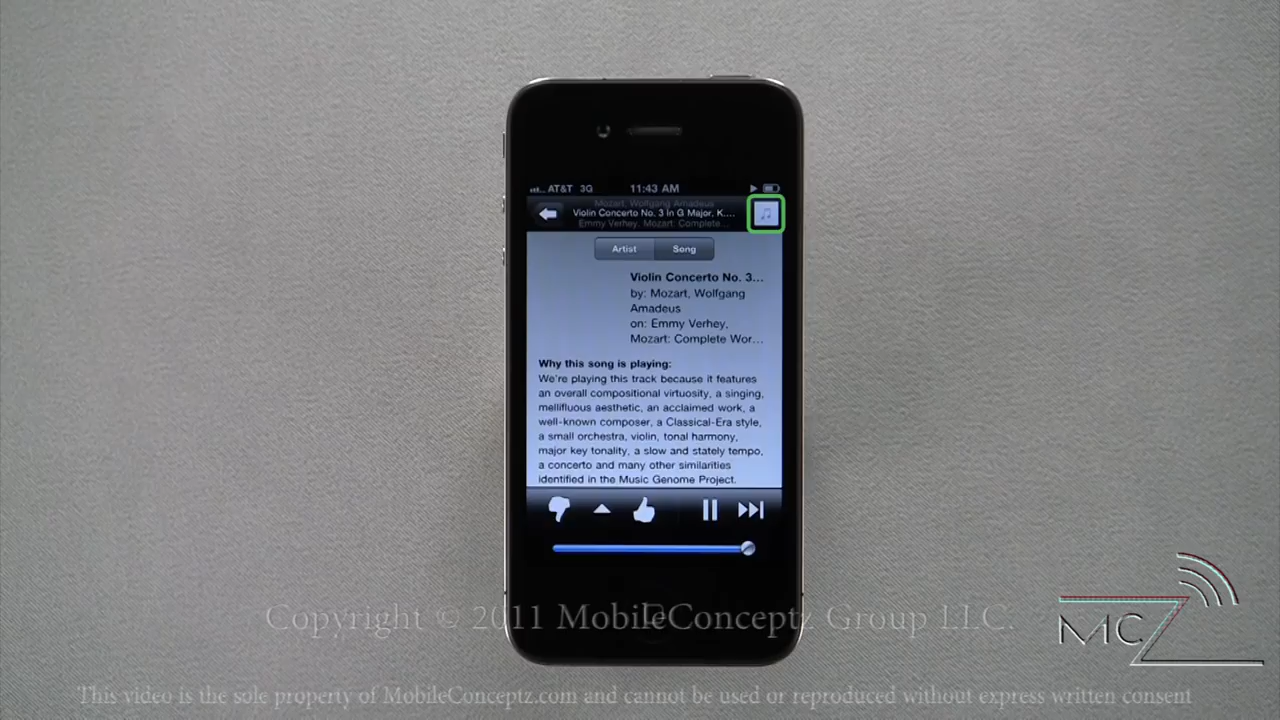 AT&T 3G 11:43 AM
Mozart, Wolfgang Amadeus
Violin Concerto No. 3 In G Major, K....
Emmy Verhey, Mozart: Complete...
Artist Song
Violin Concerto No. 3...
by: Mozart, Wolfgang
Amadeus
on: Emmy Verhey,
Mozart: Complete Wor...
Why this song is playing:
We're playing this track because it features
an overall compositional virtuosity, a singing,
mellifluous aesthetic, an acclaimed work, a
well-known composer, a Classical-Era style,
a small orchestra, violin, tonal harmony,
major key tonality, a slow and stately tempo,
a concerto and many other similarities
identified in the Music Genome Project.
Copyright © 2011 MobileConceptz Group LLC.
MCZ
This video is the sole property of MobileConceptz.com and cannot be used or reproduced without express written consent